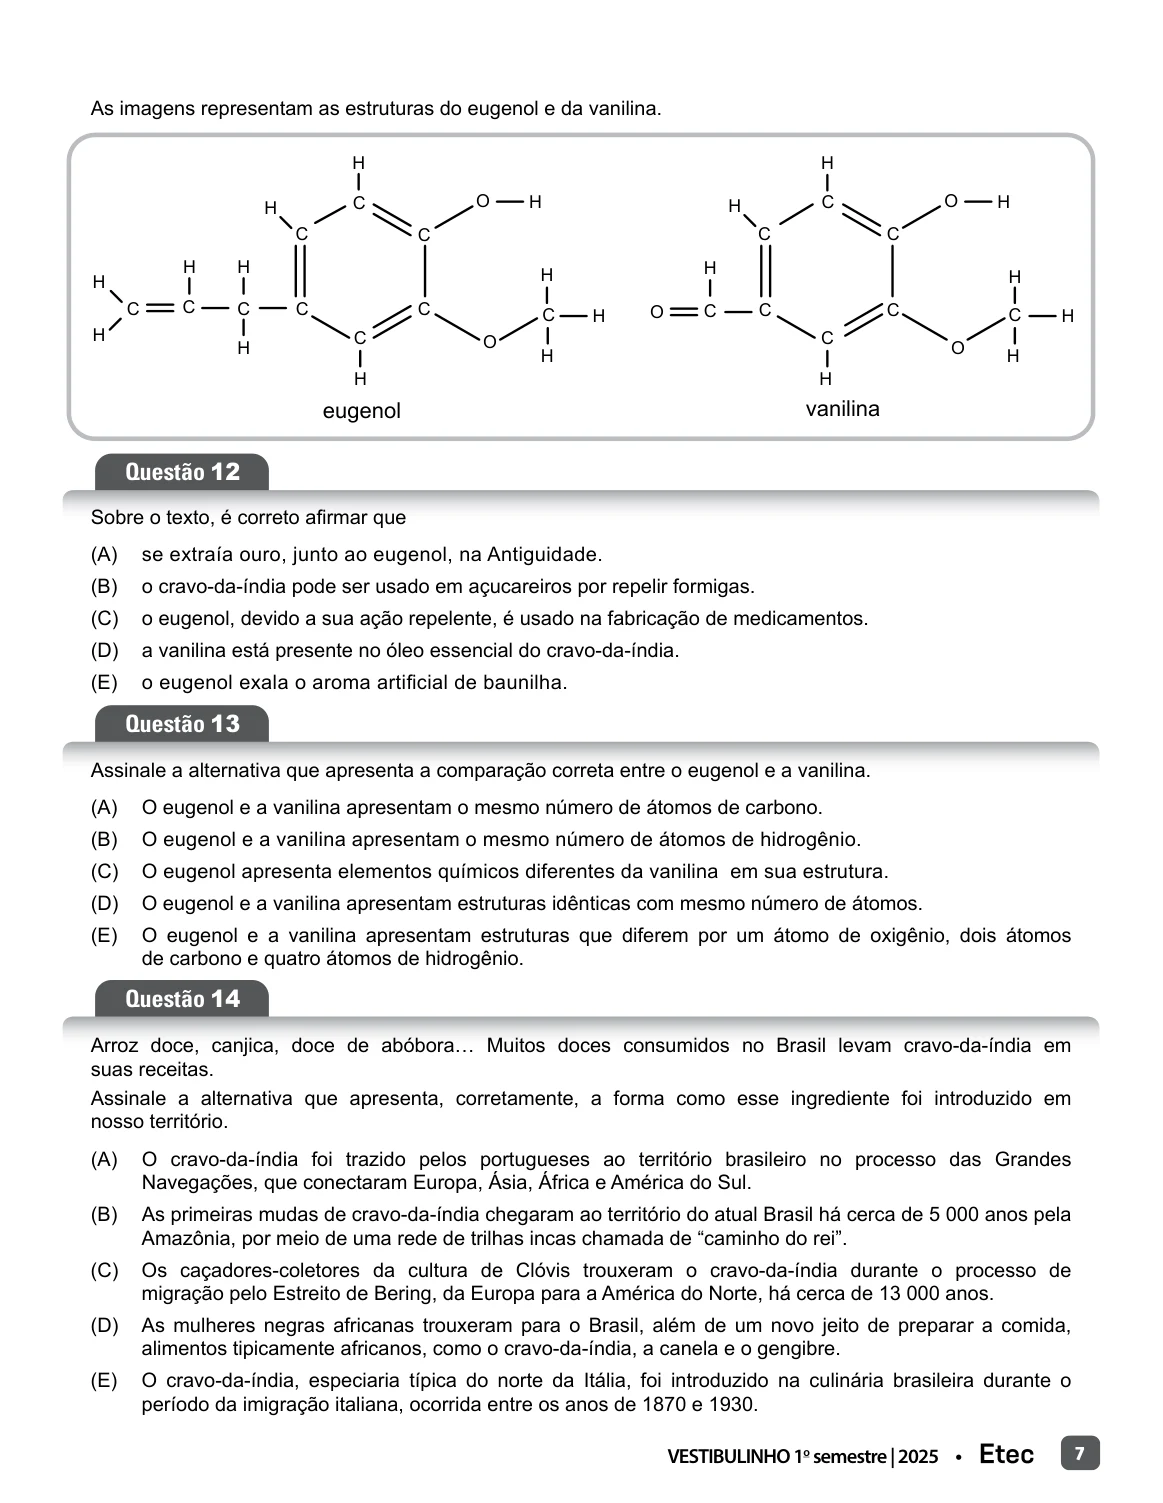 As imagens representam as estruturas do eugenol e da vanilina.
H
H
C
O — H
C
C
H
H
H
H
H
C
C
C
C
C
C
H
H
H
C
O
H
H
eugenol
H
H
C
O — H
C
C
H
H
O
C
C
C
C
H
C
O
H
H
vanilina
Questão 12
Sobre o texto, é correto afirmar que
(A) se extraía ouro, junto ao eugenol, na Antiguidade.
(B) o cravo-da-índia pode ser usado em açucareiros por repelir formigas.
(C) o eugenol, devido a sua ação repelente, é usado na fabricação de medicamentos.
(D) a vanilina está presente no óleo essencial do cravo-da-índia.
(E) o eugenol exala o aroma artificial de baunilha.
Questão 13
Assinale a alternativa que apresenta a comparação correta entre o eugenol e a vanilina.
(A) O eugenol e a vanilina apresentam o mesmo número de átomos de carbono.
(B) O eugenol e a vanilina apresentam o mesmo número de átomos de hidrogênio.
(C) O eugenol apresenta elementos químicos diferentes da vanilina em sua estrutura.
(D) O eugenol e a vanilina apresentam estruturas idênticas com mesmo número de átomos.
(E) O eugenol e a vanilina apresentam estruturas que diferem por um átomo de oxigênio, dois átomos
de carbono e quatro átomos de hidrogênio.
Questão 14
Arroz doce, canjica, doce de abóbora… Muitos doces consumidos no Brasil levam cravo-da-índia em
suas receitas.
Assinale a alternativa que apresenta, corretamente, a forma como esse ingrediente foi introduzido em
nosso território.
(A) O cravo-da-índia foi trazido pelos portugueses ao território brasileiro no processo das Grandes
Navegações, que conectaram Europa, Ásia, África e América do Sul.
(B) As primeiras mudas de cravo-da-índia chegaram ao território do atual Brasil há cerca de 5 000 anos pela
Amazônia, por meio de uma rede de trilhas incas chamada de “caminho do rei”.
(C) Os caçadores-coletores da cultura de Clóvis trouxeram o cravo-da-índia durante o processo de
migração pelo Estreito de Bering, da Europa para a América do Norte, há cerca de 13 000 anos.
(D) As mulheres negras africanas trouxeram para o Brasil, além de um novo jeito de preparar a comida,
alimentos tipicamente africanos, como o cravo-da-índia, a canela e o gengibre.
(E) O cravo-da-índia, especiaria típica do norte da Itália, foi introduzido na culinária brasileira durante o
período da imigração italiana, ocorrida entre os anos de 1870 e 1930.
VESTIBULINHO 1º semestre | 2025 • Etec 7